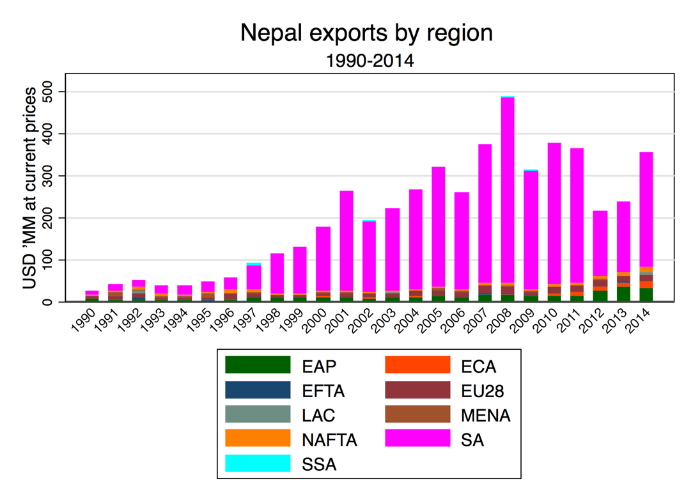 Nepal exports by region
1990-2014
USD 'MM at current prices
500
400
300
200
100
0
1990 1991 1992 1993 1994 1995 1996 1997 1998 1999 2000 2001 2002 2003 2004 2005 2006 2007 2008 2009 2010 2011 2012 2013 2014
EAP ECA
EFTA EU28
LAC MENA
NAFTA SA
SSA